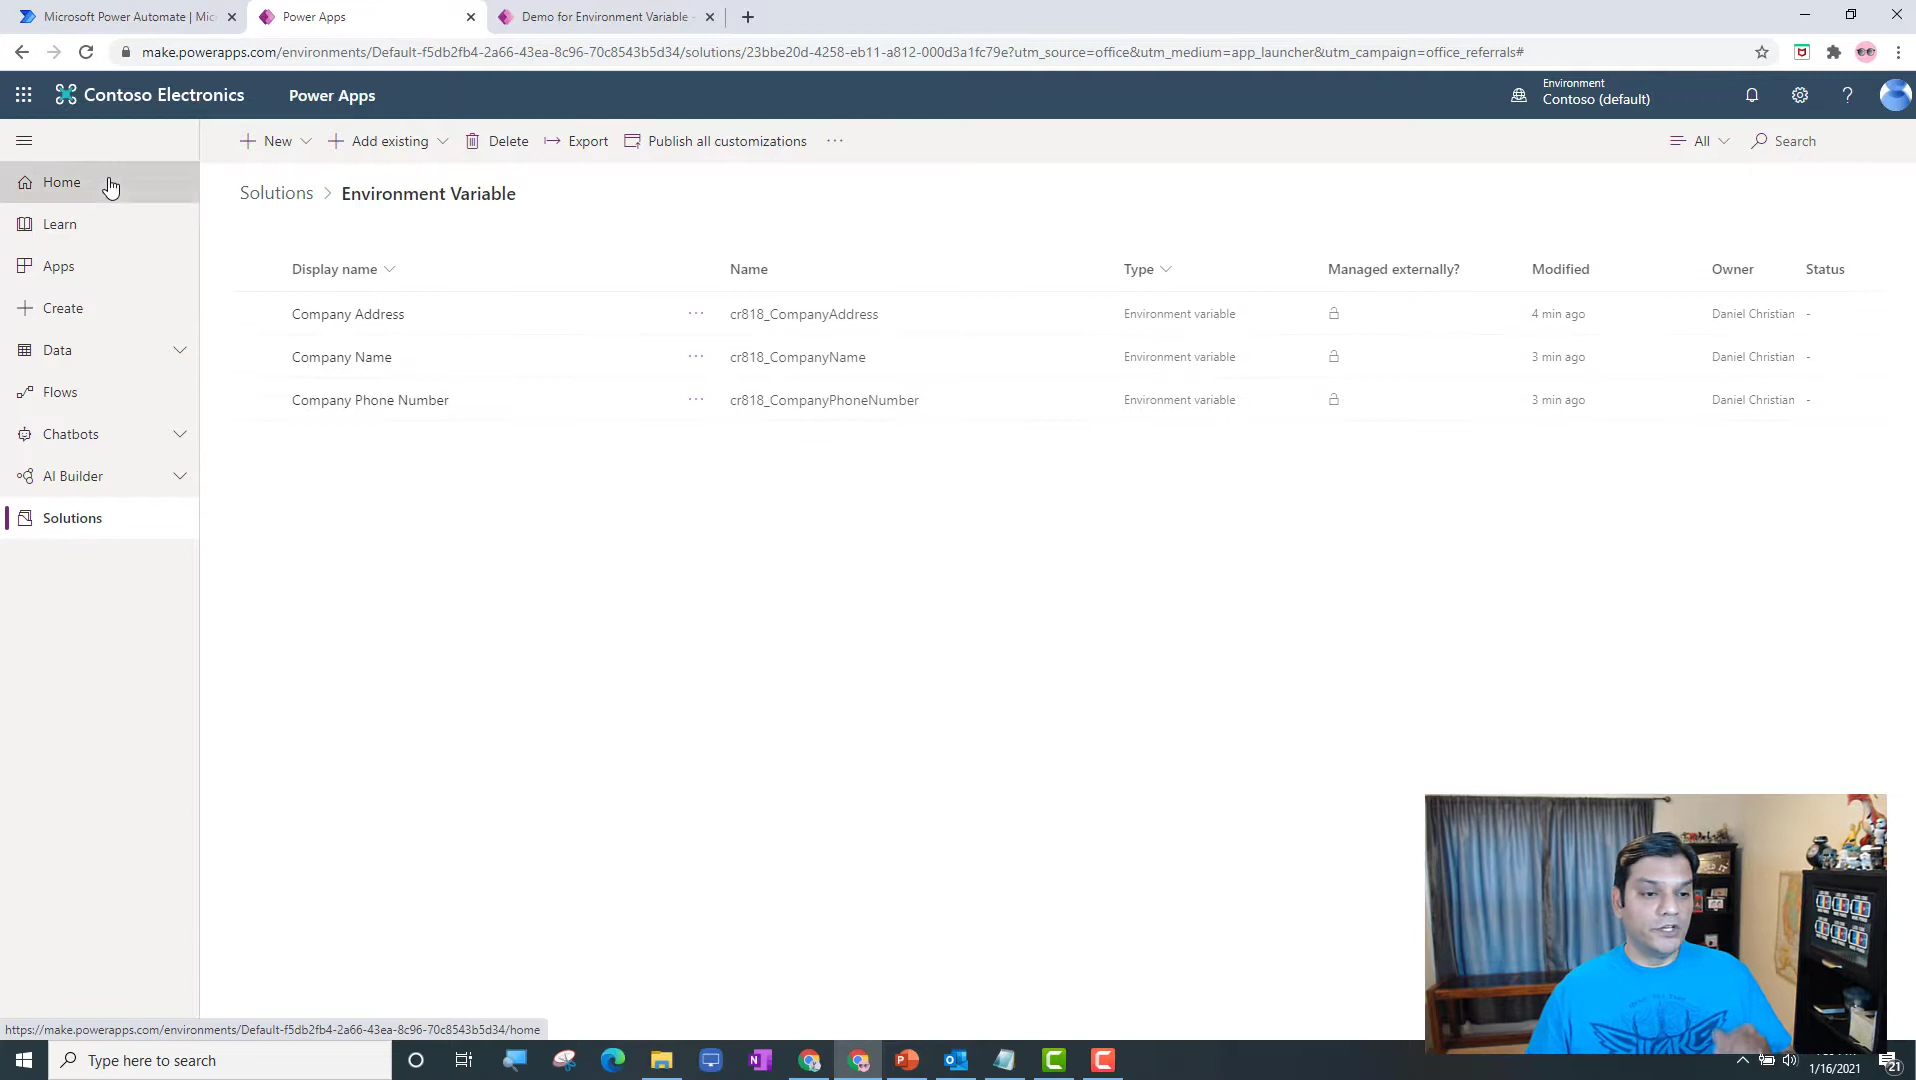 Microsoft Power Automate | Mic
Power Apps
Demo for Environment Variable -
make.powerapps.com/environments/Default-f5db2fb4-2a66-43ea-8c96-70c8543b5d34/solutions/23bbe20d-4258-eb11-a812-000d3a1fc79e?utm_source=office&utm_medium=app_launcher&utm_campaign=office_referrals#
Contoso Electronics
Power Apps
Environment
Contoso (default)
New
Add existing
Delete
Export
Publish all customizations
All
Search
Home
Learn
Apps
Create
Data
Flows
Chatbots
AI Builder
Solutions
Solutions > Environment Variable
Display name Name Type Managed externally? Modified Owner Status
Company Address ... cr818_CompanyAddress Environment variable 4 min ago Daniel Christian -
Company Name ... cr818_CompanyName Environment variable 3 min ago Daniel Christian -
Company Phone Number ... cr818_CompanyPhoneNumber Environment variable 3 min ago Daniel Christian -
https://make.powerapps.com/environments/Default-f5db2fb4-2a66-43ea-8c96-70c8543b5d34/home
Type here to search
1/16/2021
21